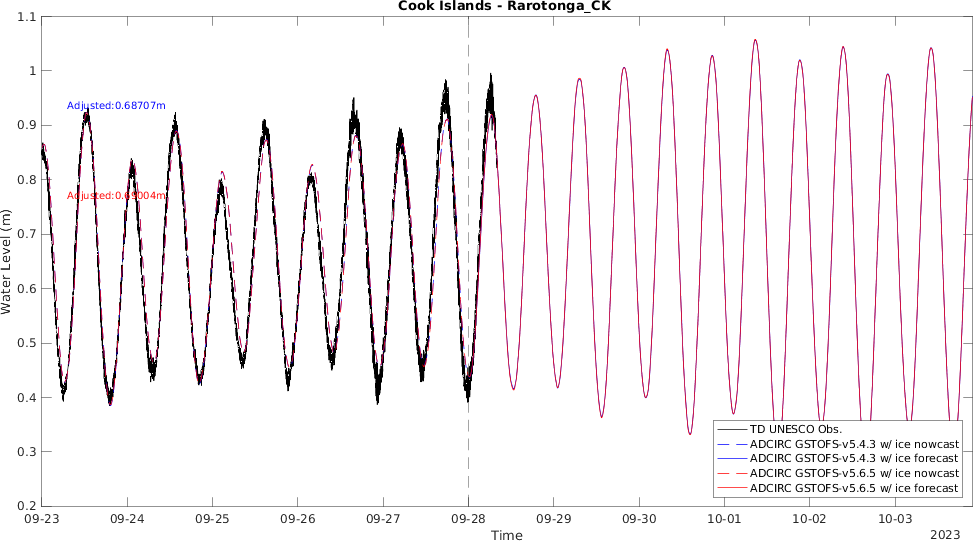 Cook Islands - Rarotonga_CK
1.1
1
0.9
0.8
0.7
0.6
0.5
0.4
0.3
0.2
Water Level (m)
Adjusted:0.68707m
Adjusted:0.69004m
TD UNESCO Obs.
ADCIRC GSTOFS-v5.4.3 w/ ice nowcast
ADCIRC GSTOFS-v5.4.3 w/ ice forecast
ADCIRC GSTOFS-v5.6.5 w/ ice nowcast
ADCIRC GSTOFS-v5.6.5 w/ ice forecast
09-23 09-24 09-25 09-26 09-27 09-28 09-29 09-30 10-01 10-02 10-03
Time
2023